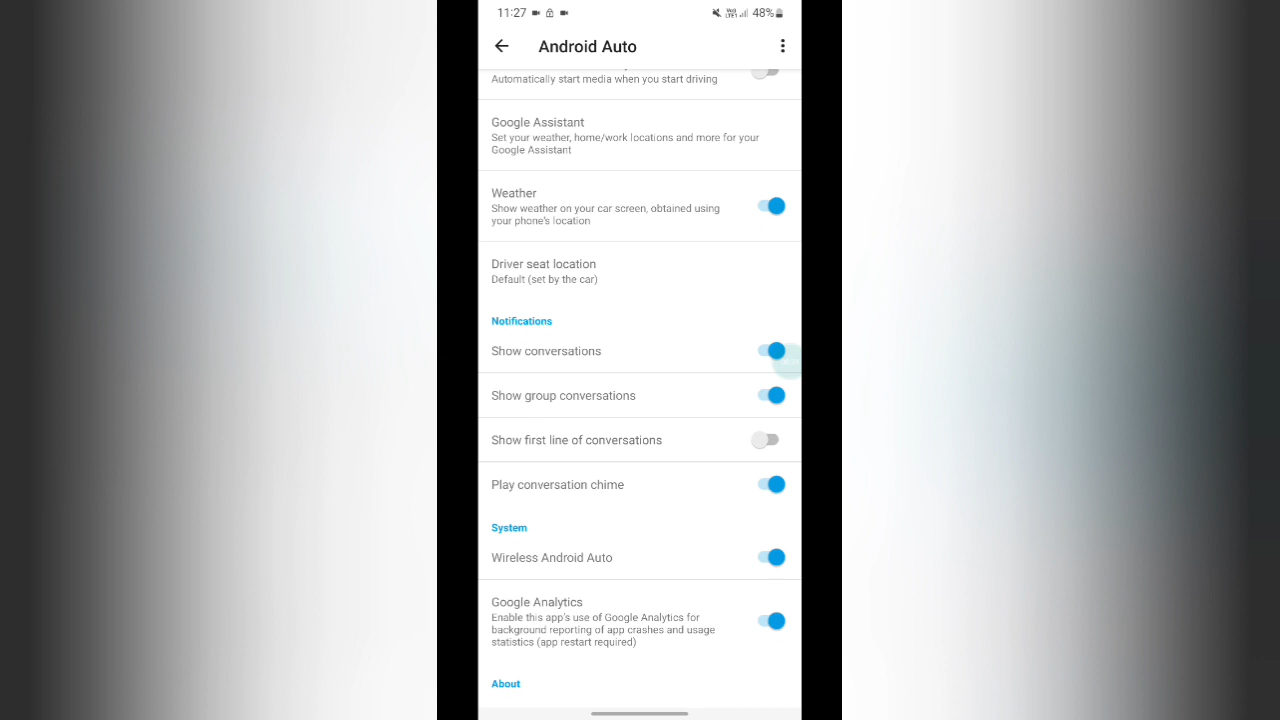 11:27
48%
Android Auto
Automatically start media when you start driving
Google Assistant
Set your weather, home/work locations and more for your
Google Assistant
Weather
Show weather on your car screen, obtained using
your phone's location
Driver seat location
Default (set by the car)
Notifications
Show conversations
Show group conversations
Show first line of conversations
Play conversation chime
System
Wireless Android Auto
Google Analytics
Enable this app's use of Google Analytics for
background reporting of app crashes and usage
statistics (app restart required)
About